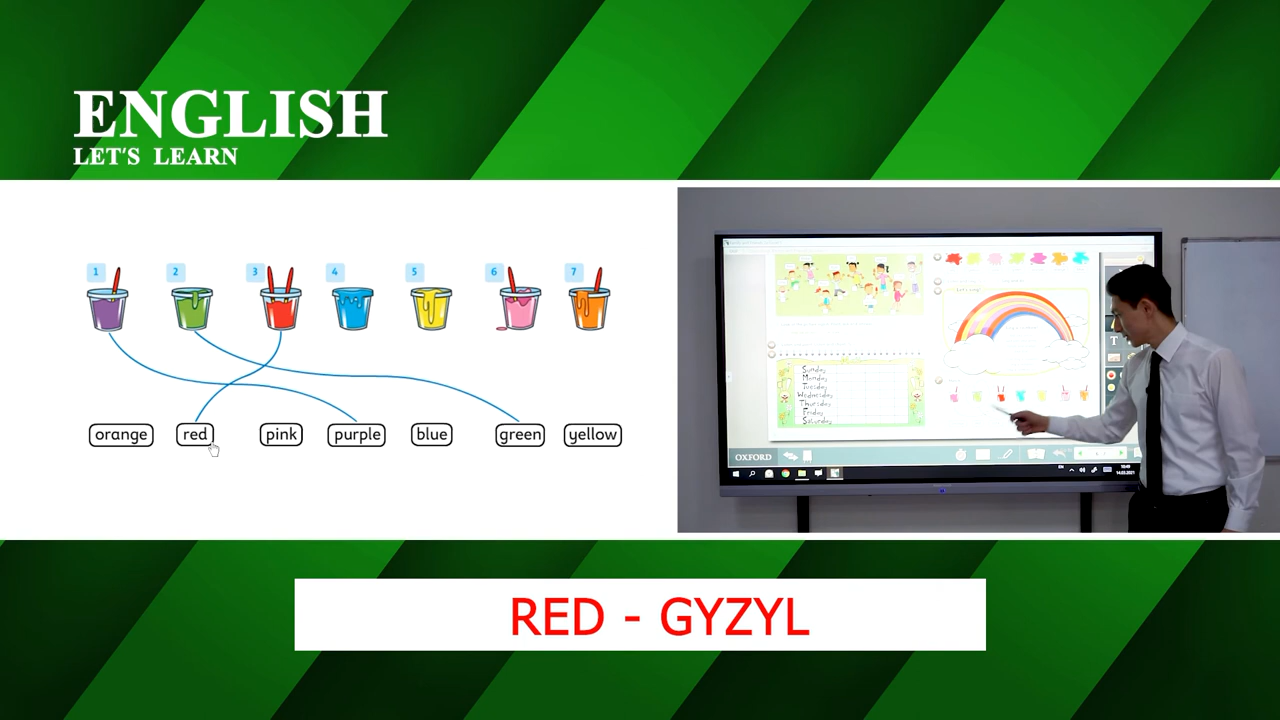 ENGLISH
LET'S LEARN
1 2 3 4 5 6 7
orange red pink purple blue green yellow
Sunday
Monday
Tuesday
Wednesday
Thursday
Friday
Saturday
OXFORD
RED - GYZYL